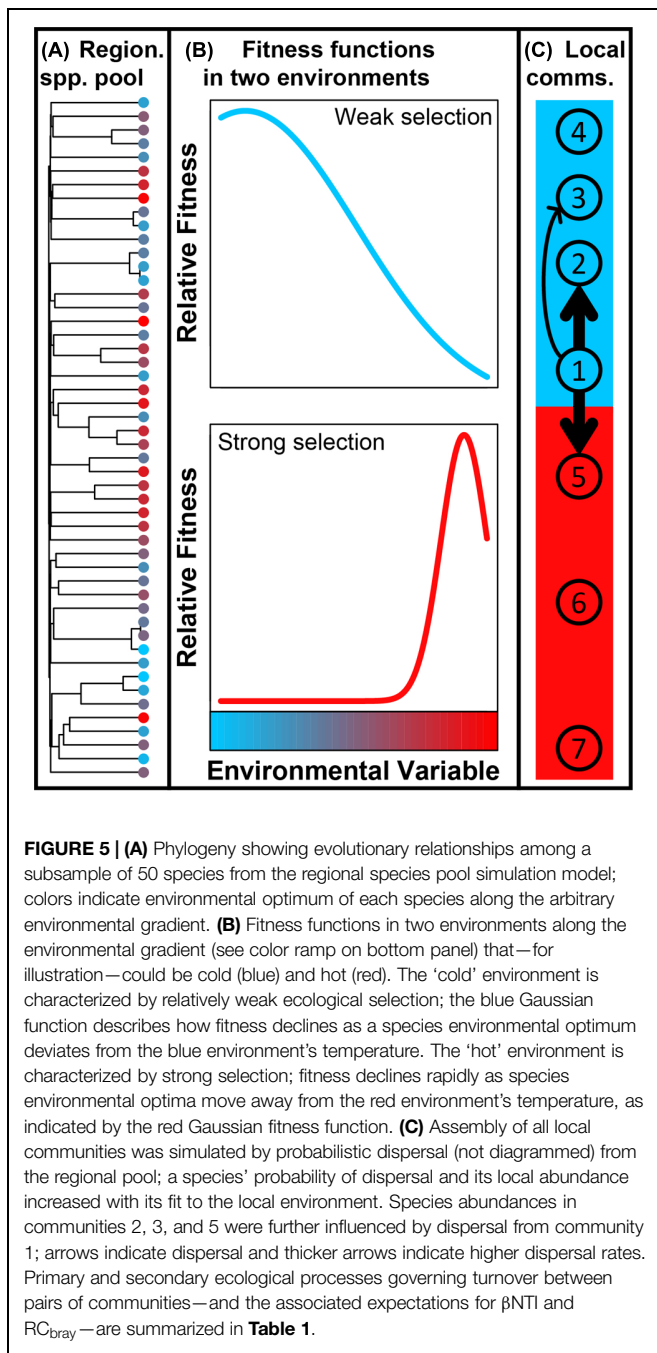 (A) Region.
spp. pool
(B) Fitness functions
in two environments
(C) Local
comms.
Weak selection
Relative Fitness
Strong selection
Relative Fitness
Environmental Variable
4
3
2
1
5
6
7
FIGURE 5 | (A) Phylogeny showing evolutionary relationships among a
subsample of 50 species from the regional species pool simulation model;
colors indicate environmental optimum of each species along the arbitrary
environmental gradient. (B) Fitness functions in two environments along the
environmental gradient (see color ramp on bottom panel) that—for
illustration—could be cold (blue) and hot (red). The ‘cold’ environment is
characterized by relatively weak ecological selection; the blue Gaussian
function describes how fitness declines as a species environmental optimum
deviates from the blue environment’s temperature. The ‘hot’ environment is
characterized by strong selection; fitness declines rapidly as species
environmental optima move away from the red environment’s temperature, as
indicated by the red Gaussian fitness function. (C) Assembly of all local
communities was simulated by probabilistic dispersal (not diagrammed) from
the regional pool; a species’ probability of dispersal and its local abundance
increased with its fit to the local environment. Species abundances in
communities 2, 3, and 5 were further influenced by dispersal from community
1; arrows indicate dispersal and thicker arrows indicate higher dispersal rates.
Primary and secondary ecological processes governing turnover between
pairs of communities—and the associated expectations for βNTI and
RCbray—are summarized in Table 1.